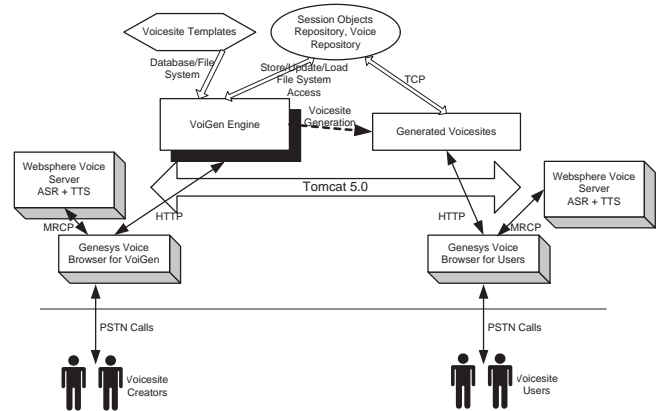 Voicesite Templates
Session Objects
Repository, Voice
Repository
Database/File
System
Store/Update/Load
File System
Access
TCP
VoiGen Engine
Voicesite
Generation
Generated Voicesites
Websphere Voice
Server
ASR + TTS
Tomcat 5.0
Websphere Voice
Server
ASR + TTS
MRCP
HTTP
HTTP
MRCP
Genesys Voice
Browser for VoiGen
Genesys Voice
Browser for Users
PSTN Calls
PSTN Calls
Voicesite
Creators
Voicesite
Users